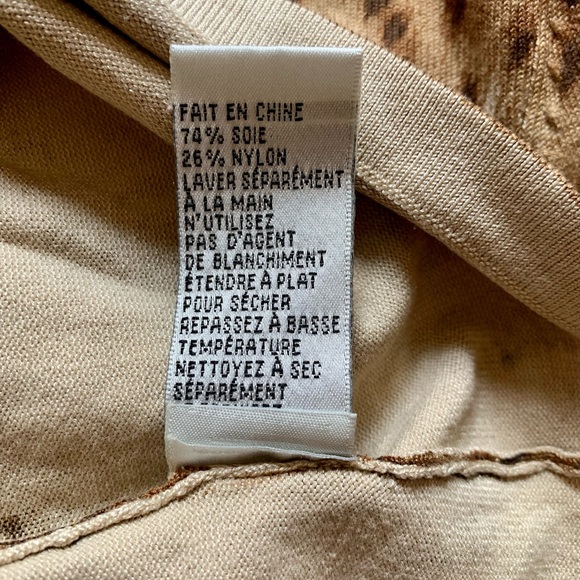 FAIT EN CHINE
74% SOIE
26% NYLON
LAVER SÉPARÉMENT
À LA MAIN
N'UTILISEZ
PAS D'AGENT
DE BLANCHIMENT
ÉTENDRE À PLAT
POUR SÉCHER
REPASSEZ À BASSE
TEMPÉRATURE
NETTOYEZ À SEC
SÉPARÉMENT